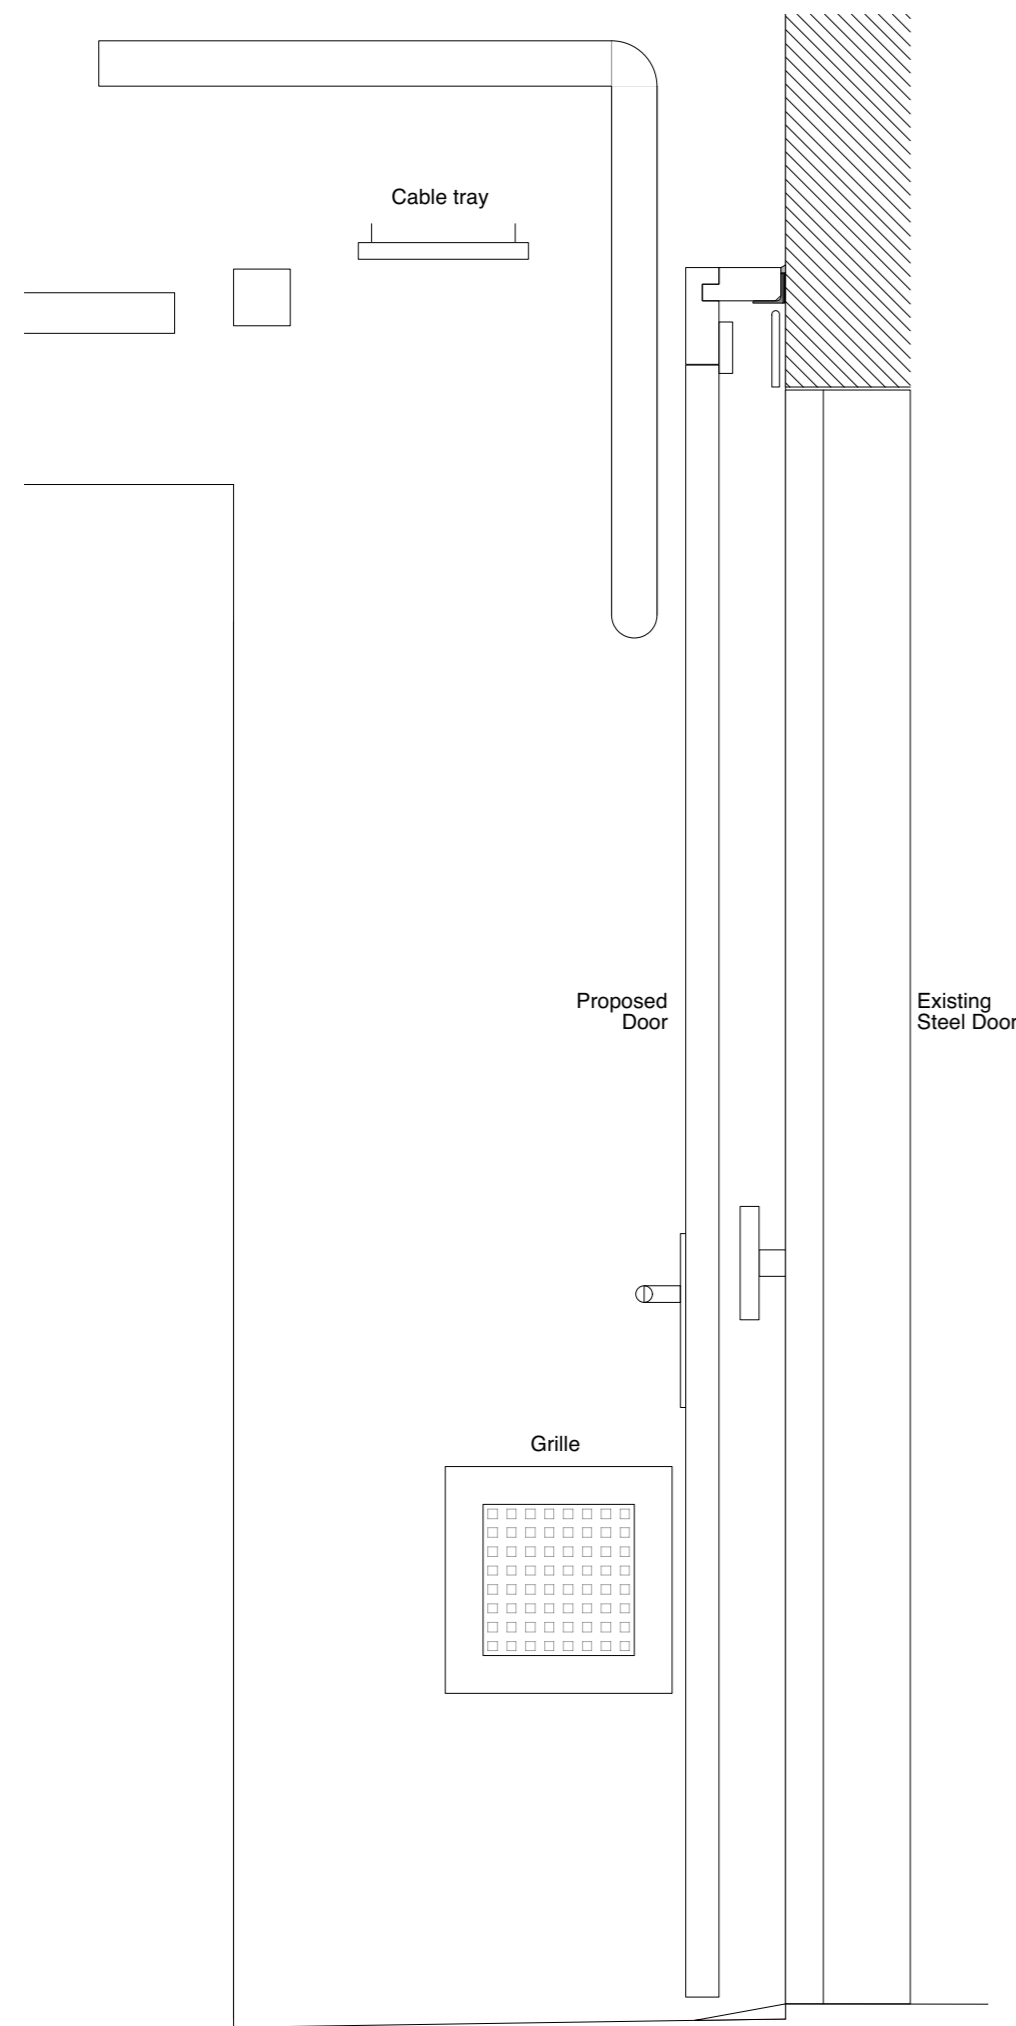 Cable tray
Proposed
Door
Existing
Steel Door
Grille